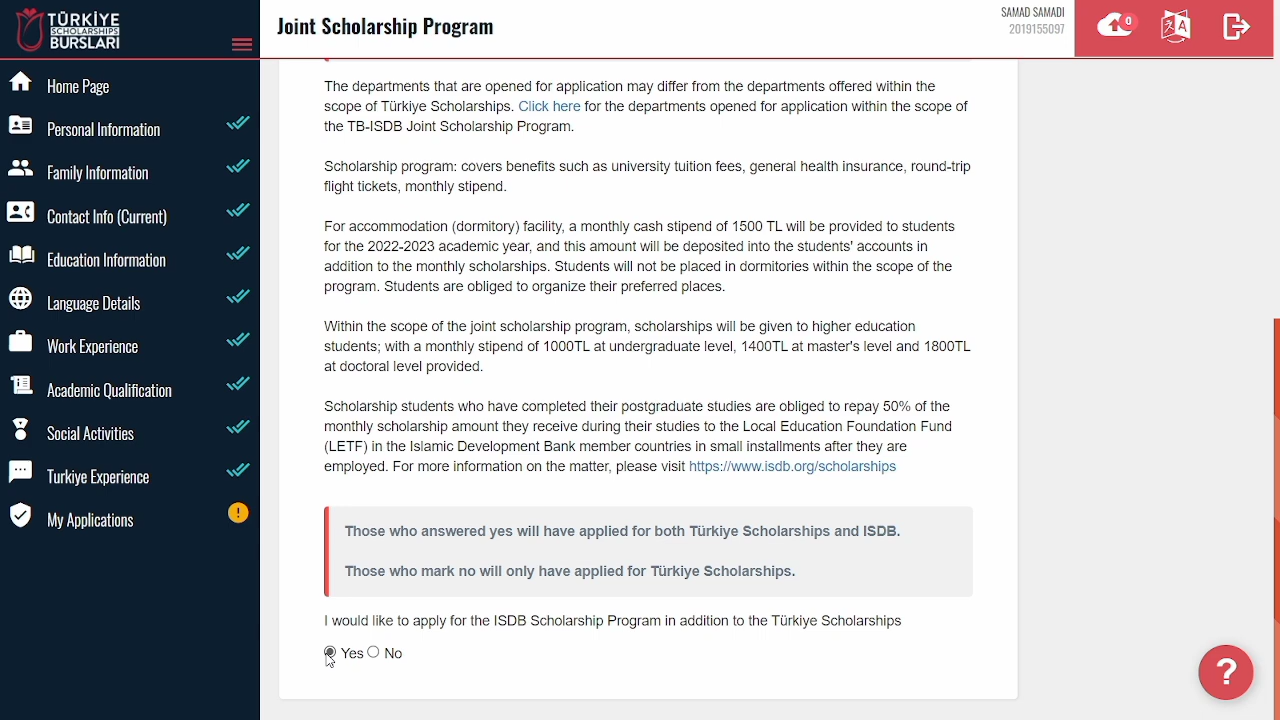 TÜRKİYE
SCHOLARSHIPS
BURSLARI
Joint Scholarship Program
SAMAD SAMADI
2019155097
0
Home Page
Personal Information
Family Information
Contact Info (Current)
Education Information
Language Details
Work Experience
Academic Qualification
Social Activities
Turkiye Experience
My Applications
!
The departments that are opened for application may differ from the departments offered within the
scope of Türkiye Scholarships. Click here for the departments opened for application within the scope of
the TB-ISDB Joint Scholarship Program.
Scholarship program: covers benefits such as university tuition fees, general health insurance, round-trip
flight tickets, monthly stipend.
For accommodation (dormitory) facility, a monthly cash stipend of 1500 TL will be provided to students
for the 2022-2023 academic year, and this amount will be deposited into the students' accounts in
addition to the monthly scholarships. Students will not be placed in dormitories within the scope of the
program. Students are obliged to organize their preferred places.
Within the scope of the joint scholarship program, scholarships will be given to higher education
students; with a monthly stipend of 1000TL at undergraduate level, 1400TL at master's level and 1800TL
at doctoral level provided.
Scholarship students who have completed their postgraduate studies are obliged to repay 50% of the
monthly scholarship amount they receive during their studies to the Local Education Foundation Fund
(LETF) in the Islamic Development Bank member countries in small installments after they are
employed. For more information on the matter, please visit https://www.isdb.org/scholarships
Those who answered yes will have applied for both Türkiye Scholarships and ISDB.
Those who mark no will only have applied for Türkiye Scholarships.
I would like to apply for the ISDB Scholarship Program in addition to the Türkiye Scholarships
Yes No
?